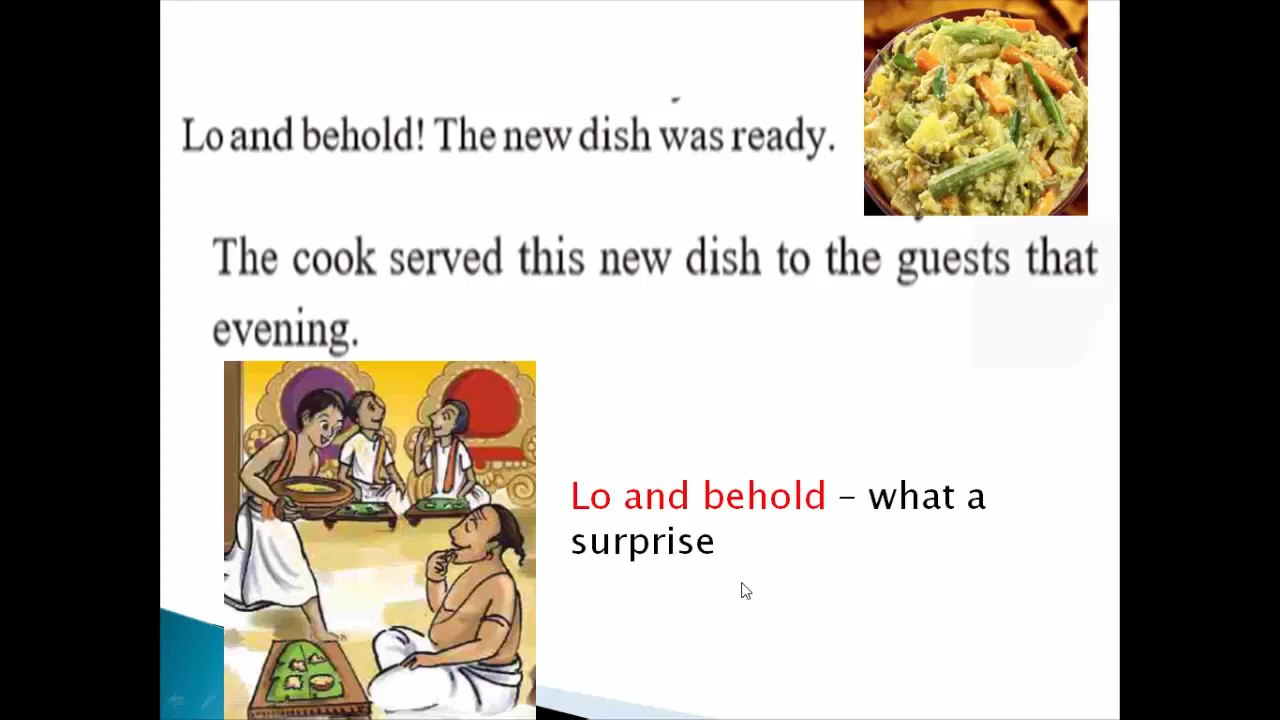 Lo and behold! The new dish was ready.
The cook served this new dish to the guests that
evening.
Lo and behold – what a
surprise